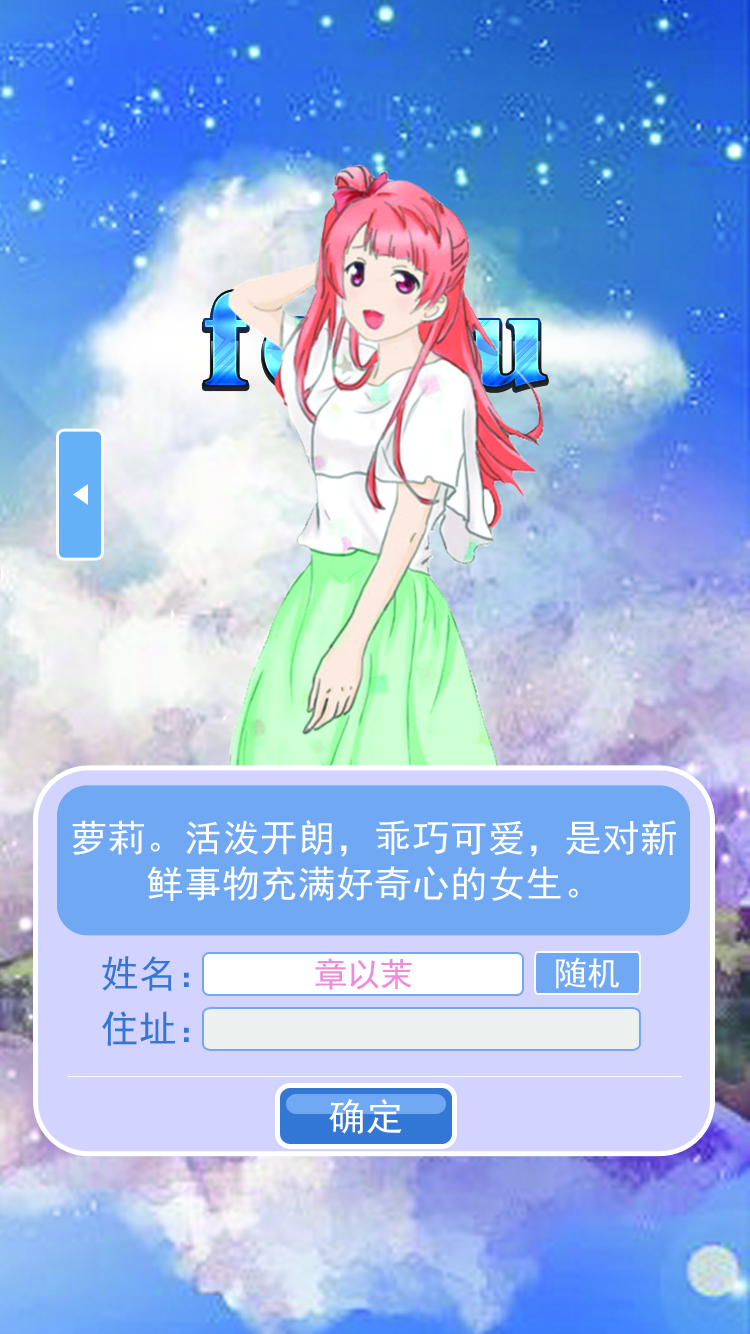 萝莉。活泼开朗，乖巧可爱，是对新
鲜事物充满好奇心的女生。
姓名：章以茉 随机
住址：
确定